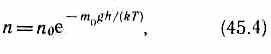 n=n₀e^{-m₀gh/(kT)}, (45.4)